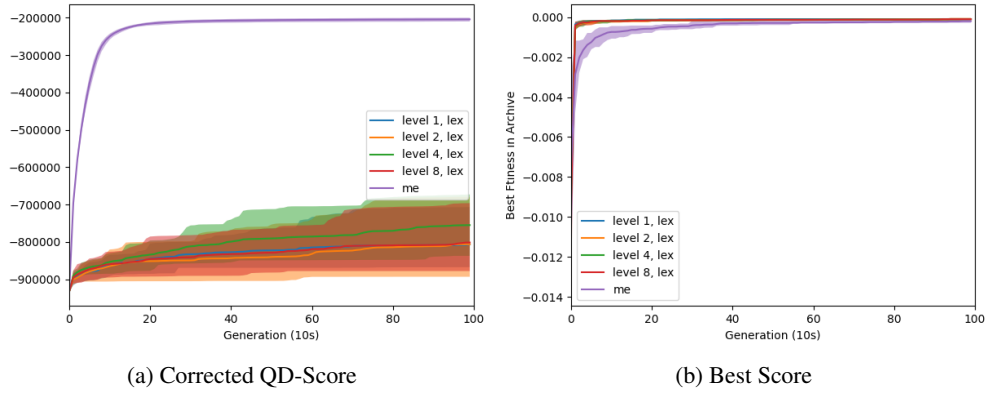 −200000
−300000
−400000
−500000
−600000
−700000
−800000
−900000
level 1, lex
level 2, lex
level 4, lex
level 8, lex
me
0 20 40 60 80 100
Generation (10s)
(a) Corrected QD-Score
Best Ftiness in Archive
0.000
−0.002
−0.004
−0.006
−0.008
−0.010
−0.012
−0.014
level 1, lex
level 2, lex
level 4, lex
level 8, lex
me
0 20 40 60 80 100
Generation (10s)
(b) Best Score